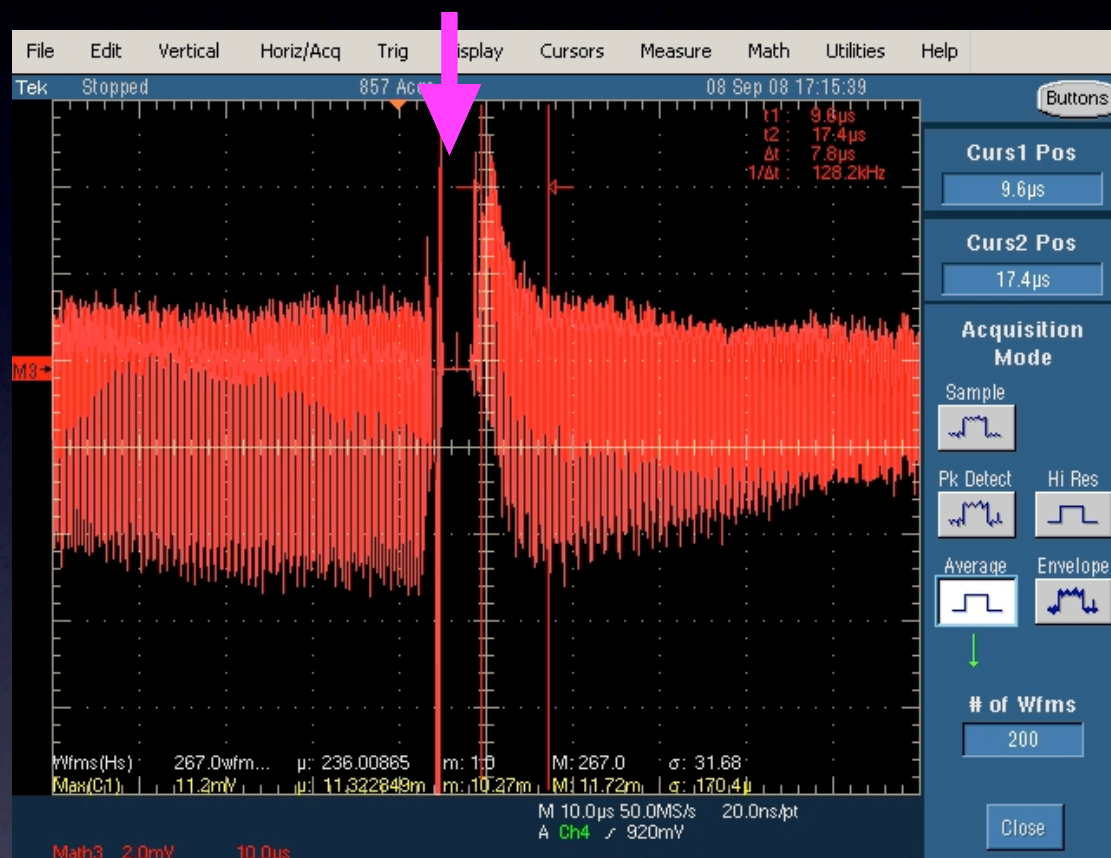 File Edit Vertical Horiz/Acq Trig Display Cursors Measure Math Utilities Help
Tek Stopped 857 Acqs 08 Sep 08 17:15:39 Buttons
t1 : 9.6µs
t2 : 17.4µs
Δt : 7.8µs
1/Δt : 128.2kHz
Curs1 Pos
9.6µs
Curs2 Pos
17.4µs
Acquisition
Mode
Sample
Pk Detect Hi Res
Average Envelope
# of Wfms
200
Close
M3
Wfms(Hs) 267.0wfm... µ: 236.00865 m: 1.0 M: 267.0 σ: 31.68
Max(C1) 11.2mV µ: 11.322849m m: 10.27m M: 11.72m σ: 170.4µ
M 10.0µs 50.0MS/s 20.0ns/pt
A Ch4 920mV
Math3 2.0mV 10.0µs